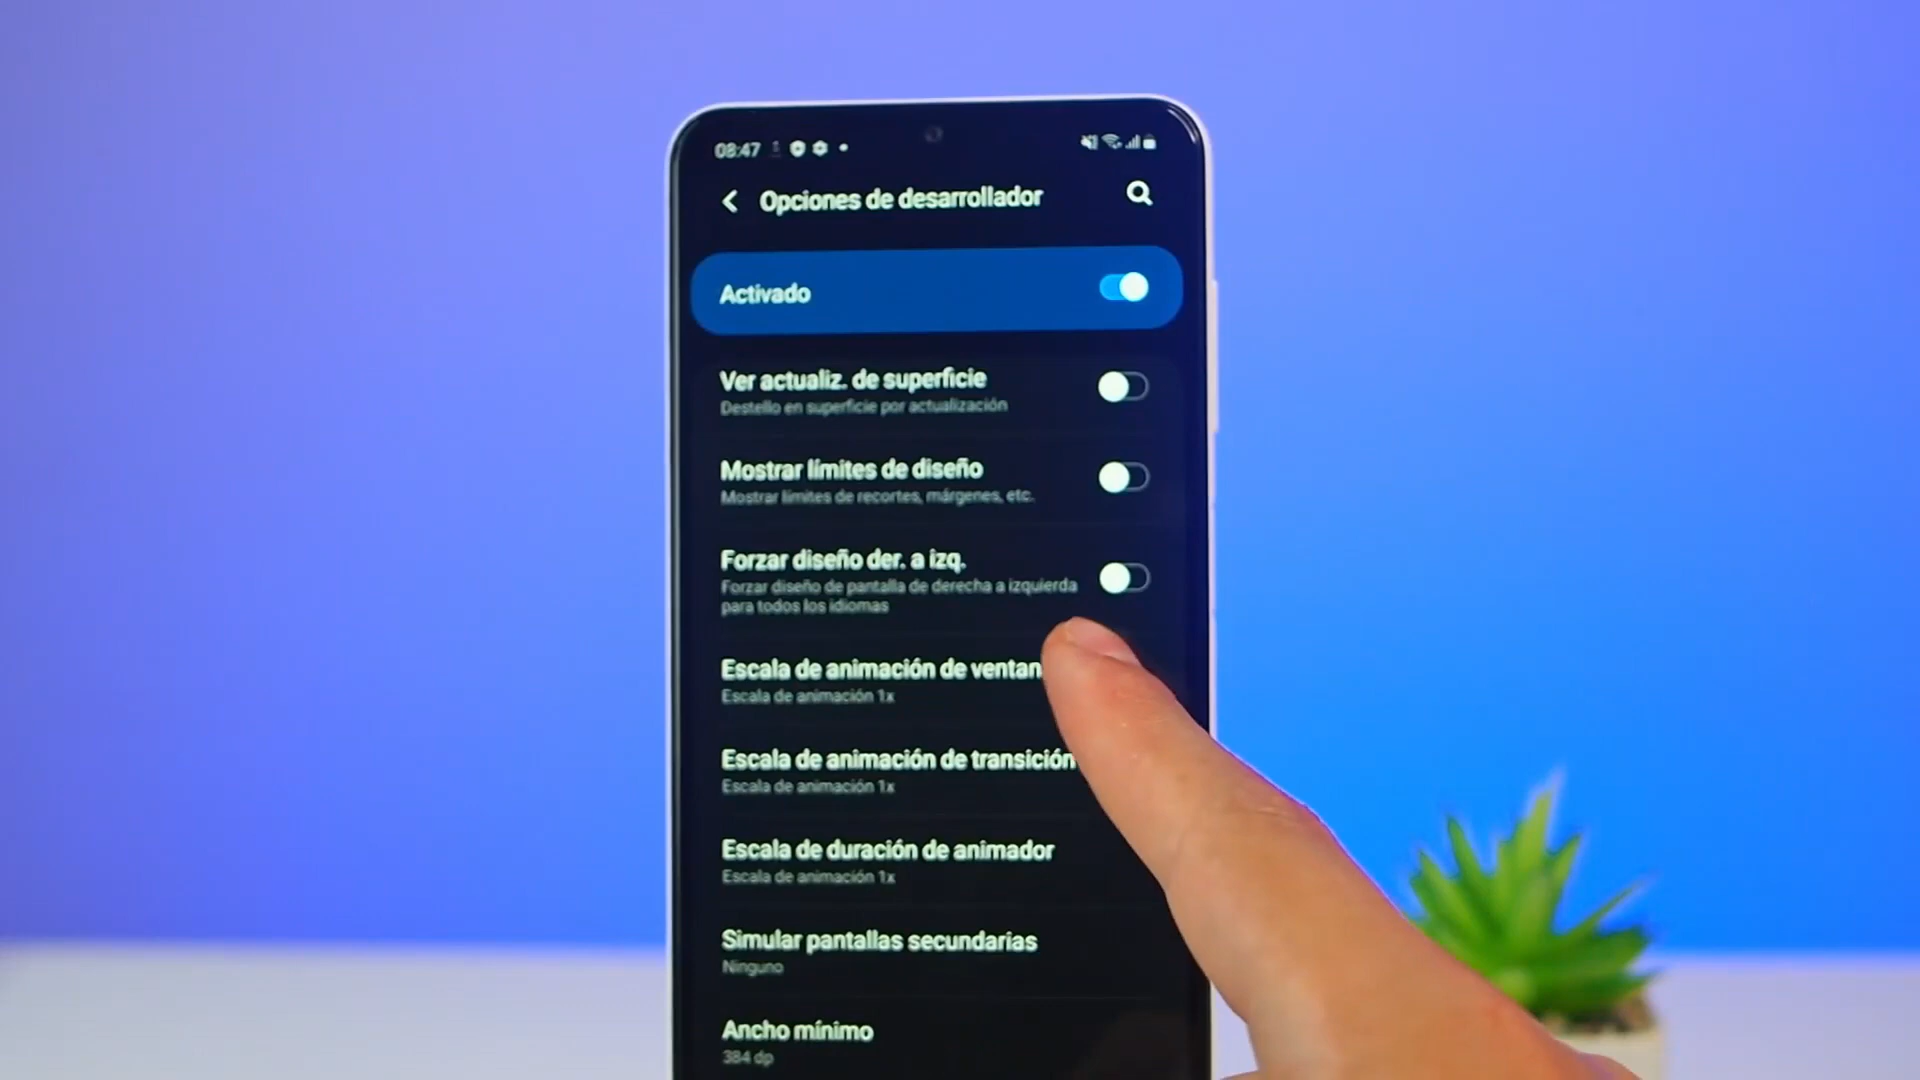 08:47
Opciones de desarrollador
Activado
Ver actualiz. de superficie
Destello en superficie por actualización
Mostrar límites de diseño
Mostrar límites de recortes, márgenes, etc.
Forzar diseño der. a izq.
Forzar diseño de pantalla de derecha a izquierda
para todos los idiomas
Escala de animación de ventan
Escala de animación 1x
Escala de animación de transición
Escala de animación 1x
Escala de duración de animador
Escala de animación 1x
Simular pantallas secundarias
Ninguno
Ancho mínimo
384 dp